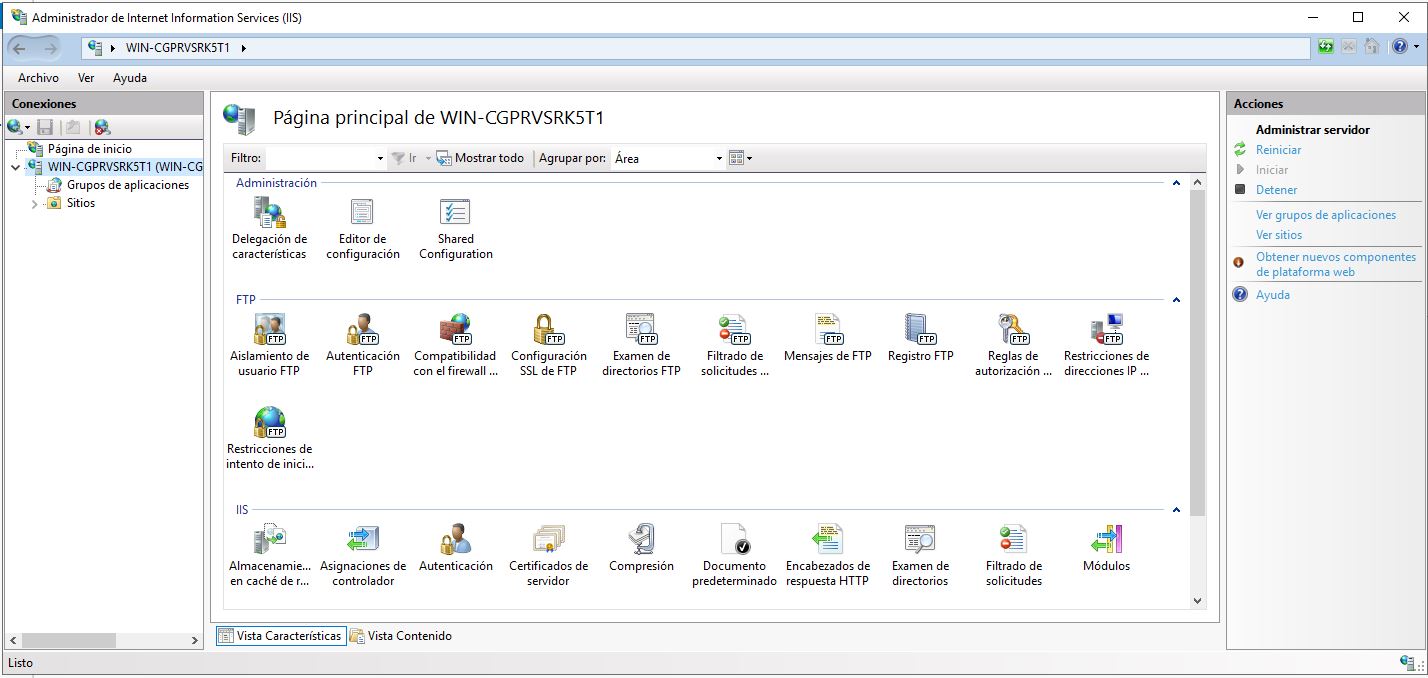 Administrador de Internet Information Services (IIS)
WIN-CGPRVSRK5T1
Archivo Ver Ayuda
Conexiones
Página de inicio
WIN-CGPRVSRK5T1 (WIN-CG
Grupos de aplicaciones
Sitios
Página principal de WIN-CGPRVSRK5T1
Filtro: Ir Mostrar todo Agrupar por: Área
Administración
Delegación de características
Editor de configuración
Shared Configuration
FTP
Aislamiento de usuario FTP
Autenticación FTP
Compatibilidad con el firewall ...
Configuración SSL de FTP
Examen de directorios FTP
Filtrado de solicitudes ...
Mensajes de FTP
Registro FTP
Reglas de autorización ...
Restricciones de direcciones IP ...
Restricciones de intento de inici...
IIS
Almacenamie... en caché de r...
Asignaciones de controlador
Autenticación
Certificados de servidor
Compresión
Documento predeterminado
Encabezados de respuesta HTTP
Examen de directorios
Filtrado de solicitudes
Módulos
Vista Características Vista Contenido
Acciones
Administrar servidor
Reiniciar
Iniciar
Detener
Ver grupos de aplicaciones
Ver sitios
Obtener nuevos componentes
de plataforma web
Ayuda
Listo